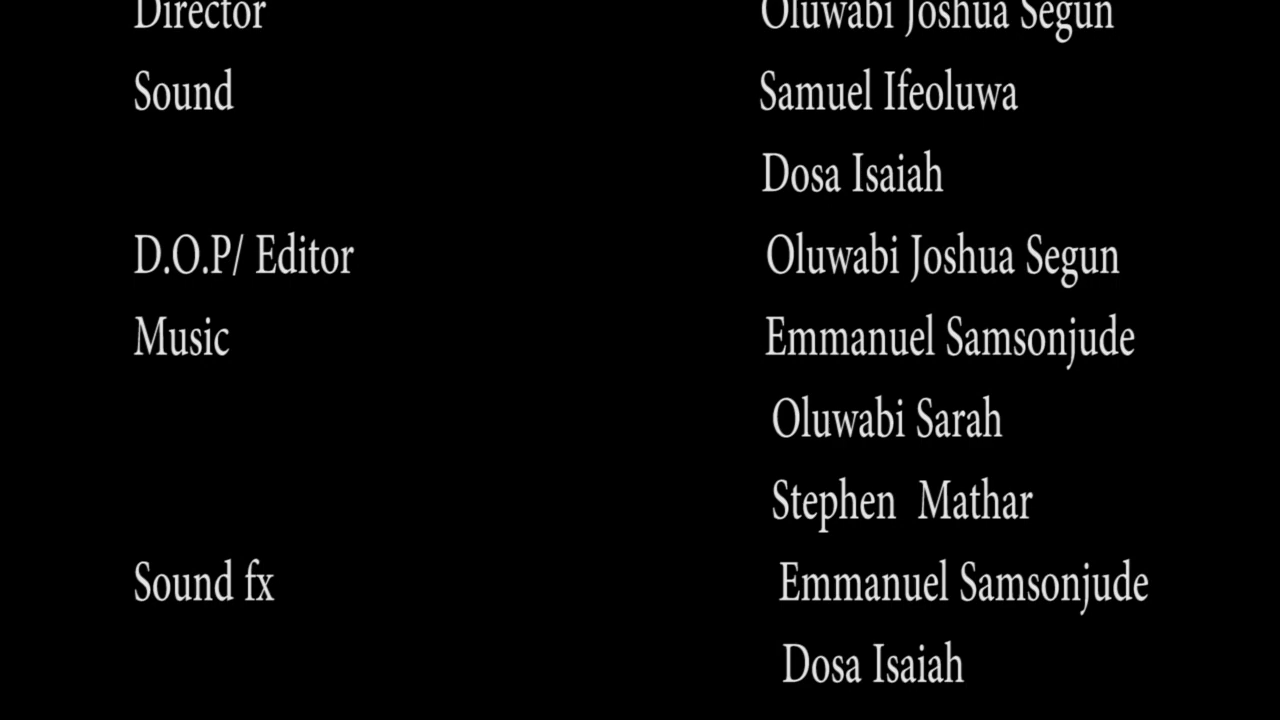 Director Oluwabi Joshua Segun
Sound Samuel Ifeoluwa
Dosa Isaiah
D.O.P/ Editor Oluwabi Joshua Segun
Music Emmanuel Samsonjude
Oluwabi Sarah
Stephen Mathar
Sound fx Emmanuel Samsonjude
Dosa Isaiah